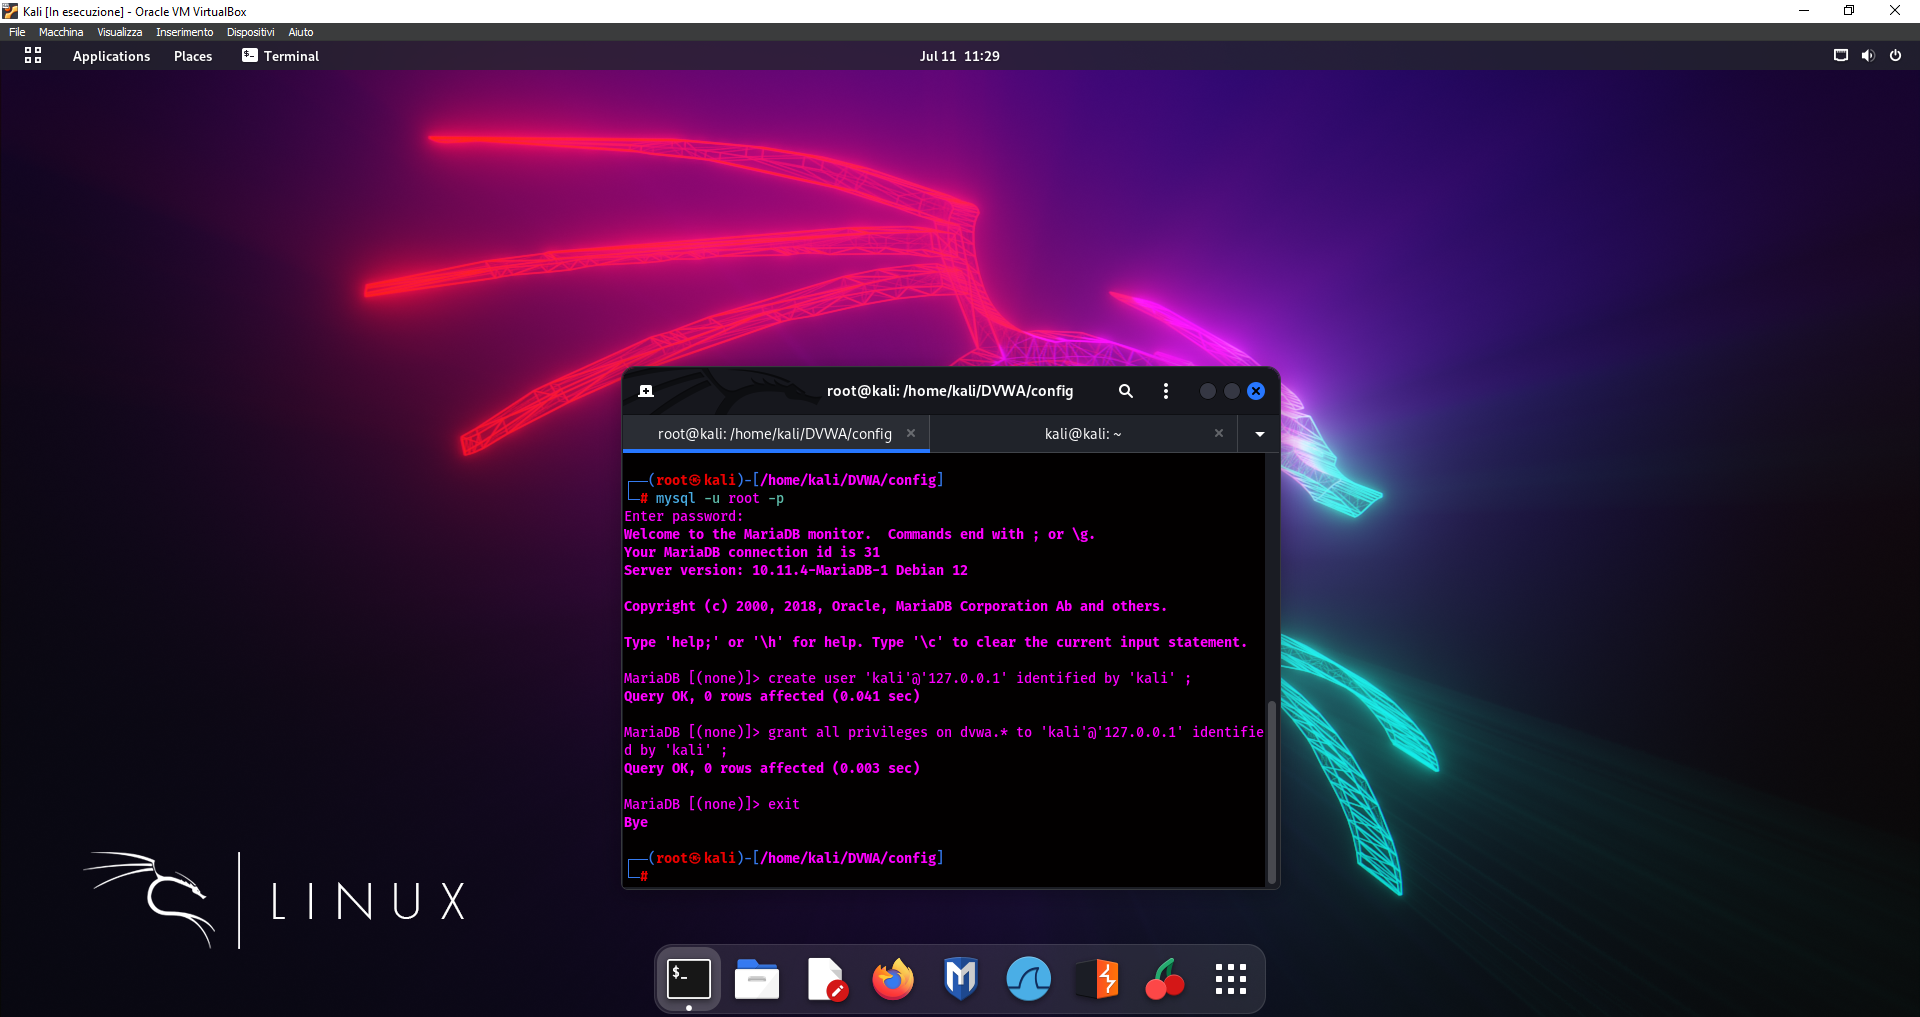 Kali [In esecuzione] - Oracle VM VirtualBox
File Macchina Visualizza Inserimento Dispositivi Aiuto
Applications Places Terminal Jul 11 11:29
root@kali: /home/kali/DVWA/config
root@kali: /home/kali/DVWA/config kali@kali: ~
┌──(root㉿kali)-[/home/kali/DVWA/config]
└─# mysql -u root -p
Enter password:
Welcome to the MariaDB monitor.  Commands end with ; or \g.
Your MariaDB connection id is 31
Server version: 10.11.4-MariaDB-1 Debian 12
Copyright (c) 2000, 2018, Oracle, MariaDB Corporation Ab and others.
Type 'help;' or '\h' for help. Type '\c' to clear the current input statement.
MariaDB [(none)]> create user 'kali'@'127.0.0.1' identified by 'kali' ;
Query OK, 0 rows affected (0.041 sec)
MariaDB [(none)]> grant all privileges on dvwa.* to 'kali'@'127.0.0.1' identifie
d by 'kali' ;
Query OK, 0 rows affected (0.003 sec)
MariaDB [(none)]> exit
Bye
┌──(root㉿kali)-[/home/kali/DVWA/config]
└─#
LINUX
$_